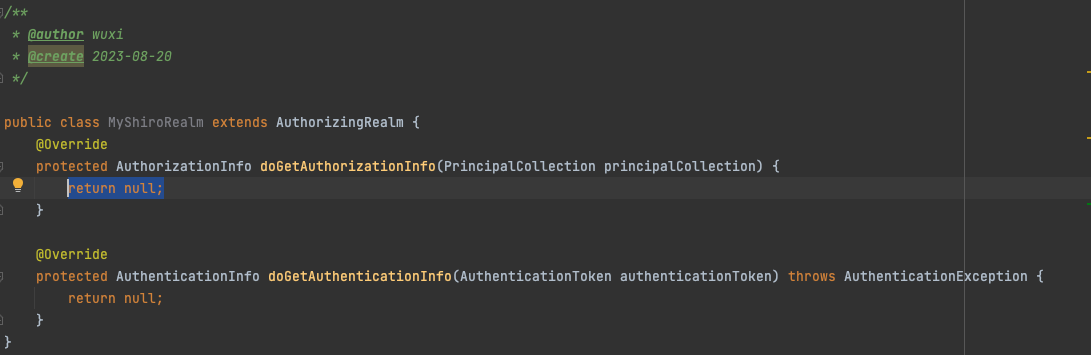 /**
 * @author wuxi
 * @create 2023-08-20
 */
public class MyShiroRealm extends AuthorizingRealm {
    @Override
    protected AuthorizationInfo doGetAuthorizationInfo(PrincipalCollection principalCollection) {
        return null;
    }
    @Override
    protected AuthenticationInfo doGetAuthenticationInfo(AuthenticationToken authenticationToken) throws AuthenticationException {
        return null;
    }
}